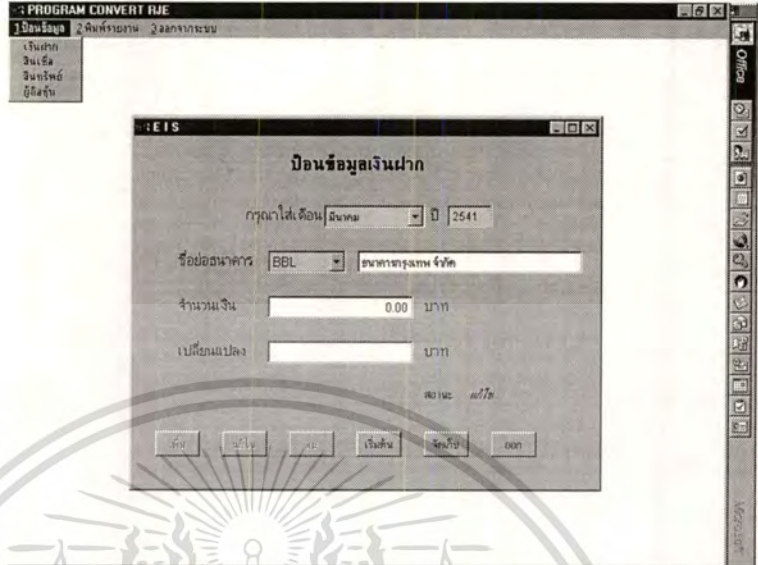 PROGRAM CONVERT RJE
1ป้อนข้อมูล 2พิมพ์รายงาน 3ออกจากระบบ
เงินฝาก
สินเชื่อ
สินทรัพย์
ผู้ถือหุ้น
Office
EIS
ป้อนข้อมูลเงินฝาก
กรุณาใส่เดือน มีนาคม ปี 2541
ชื่อย่อธนาคาร BBL ธนาคารกรุงเทพ จำกัด
จำนวนเงิน 0.00 บาท
เปลี่ยนแปลง บาท
สถานะ แก้ไข
เพิ่ม แก้ไข ลบ เริ่มต้น จัดเก็บ ออก
Microsoft